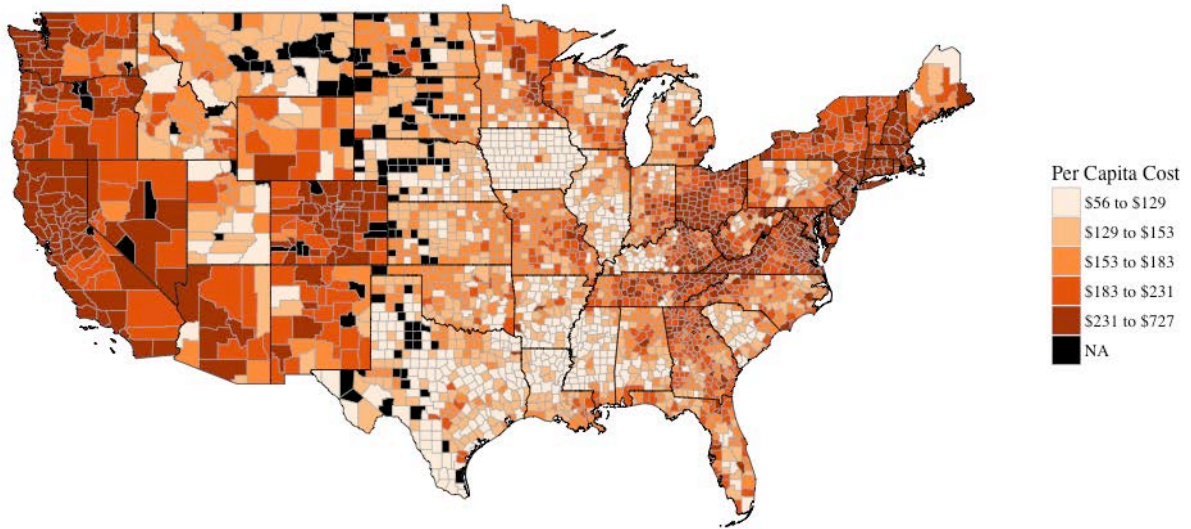 Per Capita Cost
$56 to $129
$129 to $153
$153 to $183
$183 to $231
$231 to $727
NA